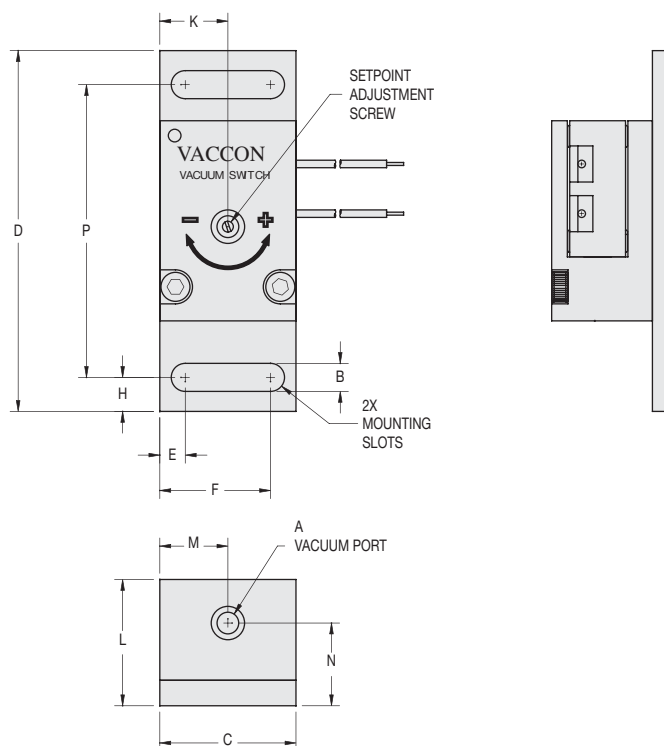 K
SETPOINT
ADJUSTMENT
SCREW
VACCON
VACUUM SWITCH
D
P
H
B
2X
MOUNTING
SLOTS
E
F
A
VACUUM PORT
M
L
N
C